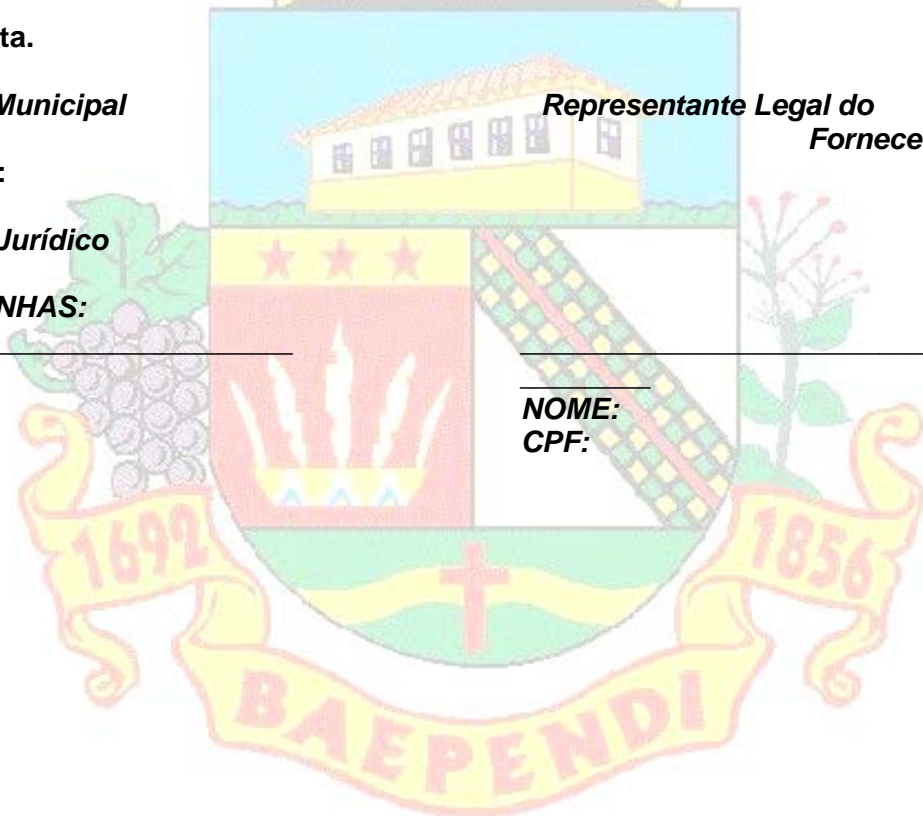 ta.
Municipal
Representante Legal do
Fornece
:
Jurídico
NHAS:
NOME:
CPF:
1692
1856
BAEPENDI